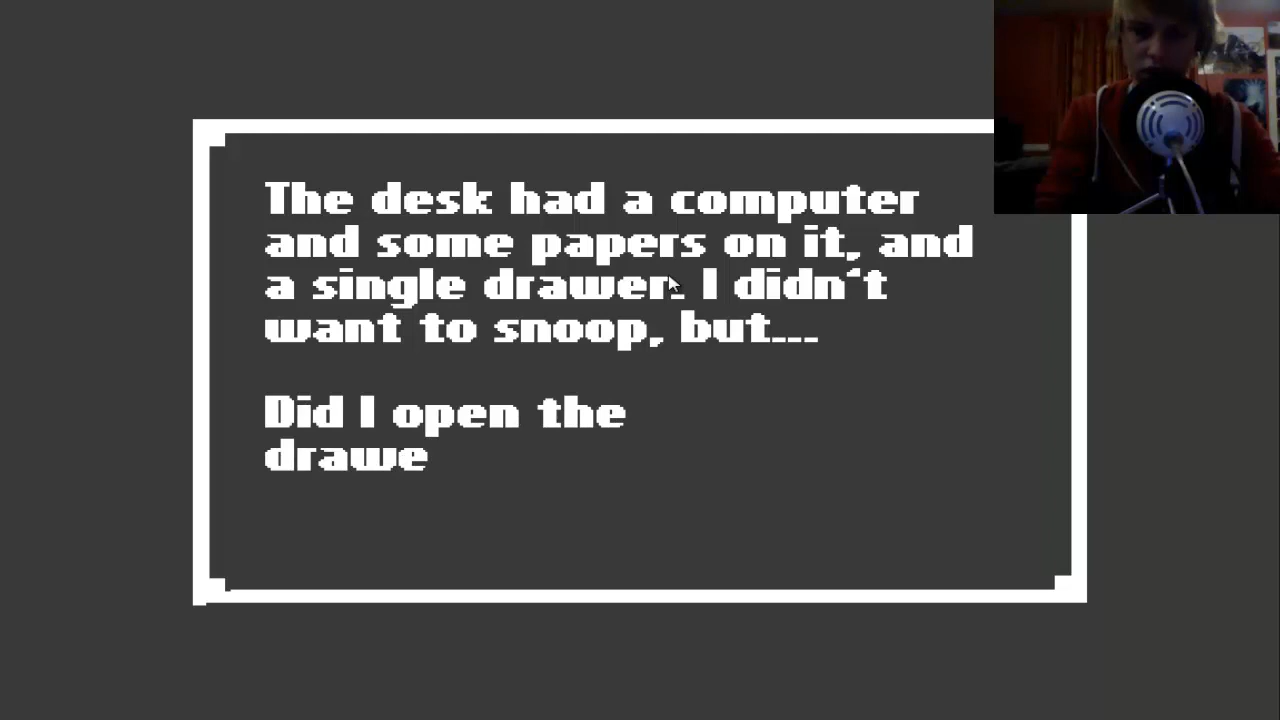 The desk had a computer
and some papers on it, and
a single drawer. I didn't
want to snoop, but...
Did I open the
drawe